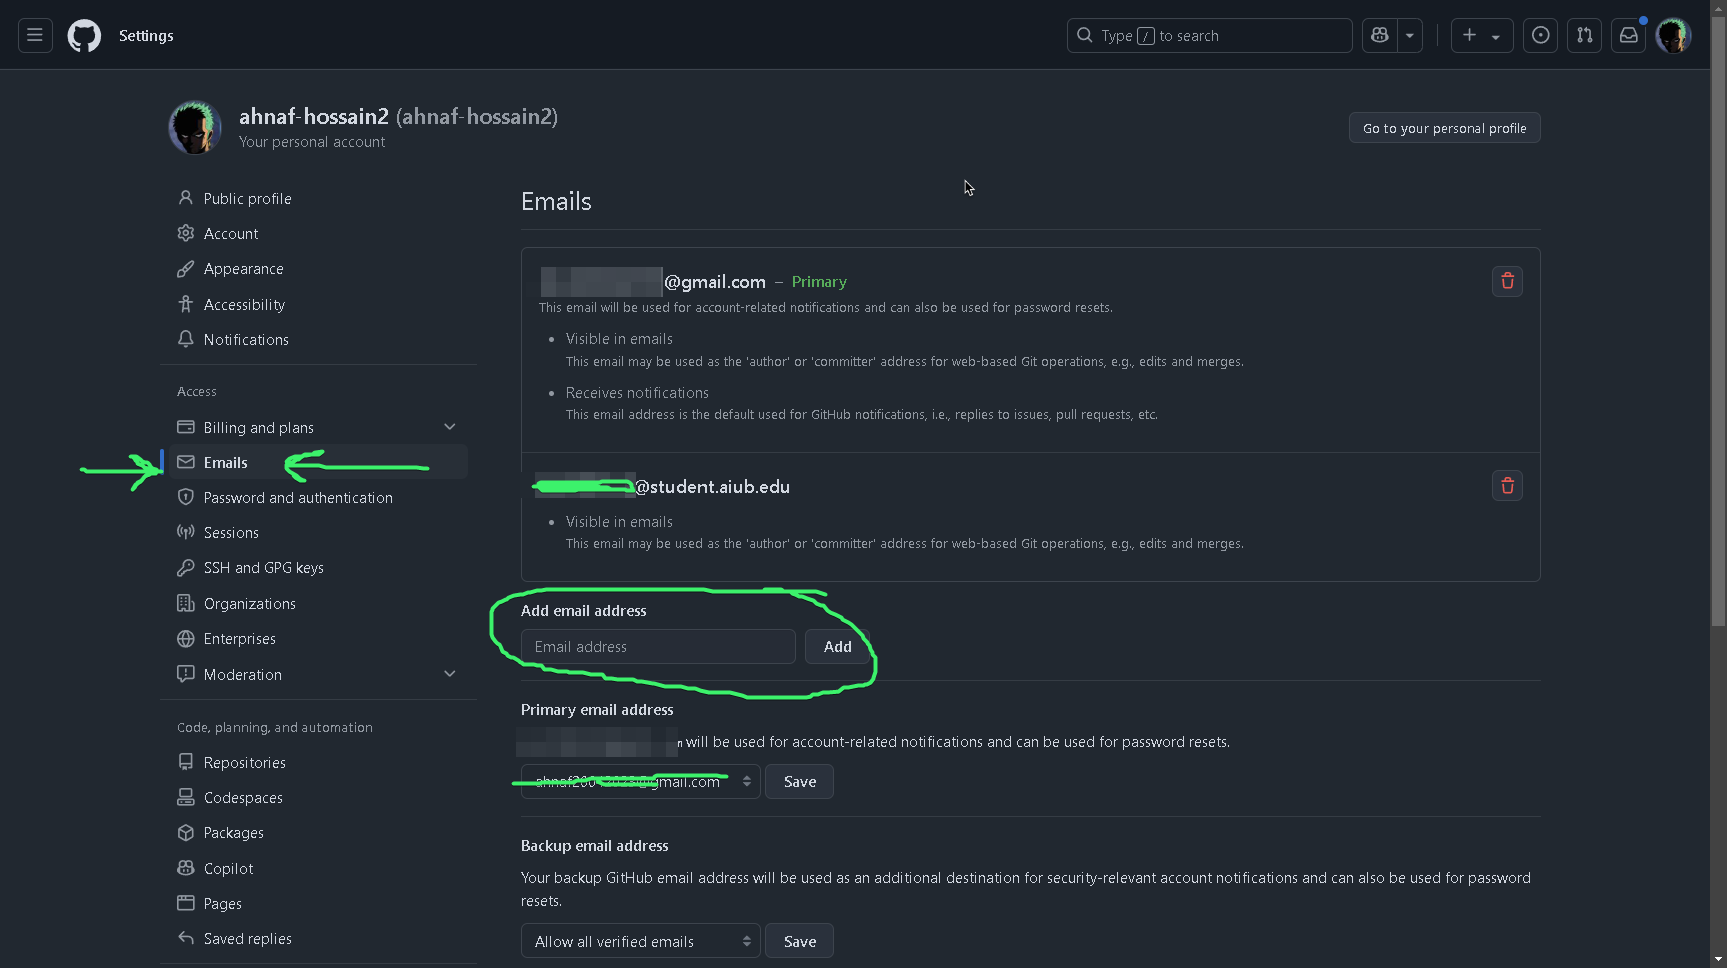 Settings
Type / to search
ahnaf-hossain2 (ahnaf-hossain2)
Your personal account
Go to your personal profile
Public profile
Account
Appearance
Accessibility
Notifications
Access
Billing and plans
Emails
Password and authentication
Sessions
SSH and GPG keys
Organizations
Enterprises
Moderation
Code, planning, and automation
Repositories
Codespaces
Packages
Copilot
Pages
Saved replies
Emails
@gmail.com – Primary
This email will be used for account-related notifications and can also be used for password resets.
• Visible in emails
This email may be used as the 'author' or 'committer' address for web-based Git operations, e.g., edits and merges.
• Receives notifications
This email address is the default used for GitHub notifications, i.e., replies to issues, pull requests, etc.
@student.aiub.edu
• Visible in emails
This email may be used as the 'author' or 'committer' address for web-based Git operations, e.g., edits and merges.
Add email address
Email address
Add
Primary email address
will be used for account-related notifications and can be used for password resets.
@gmail.com
Save
Backup email address
Your backup GitHub email address will be used as an additional destination for security-relevant account notifications and can also be used for password
resets.
Allow all verified emails
Save